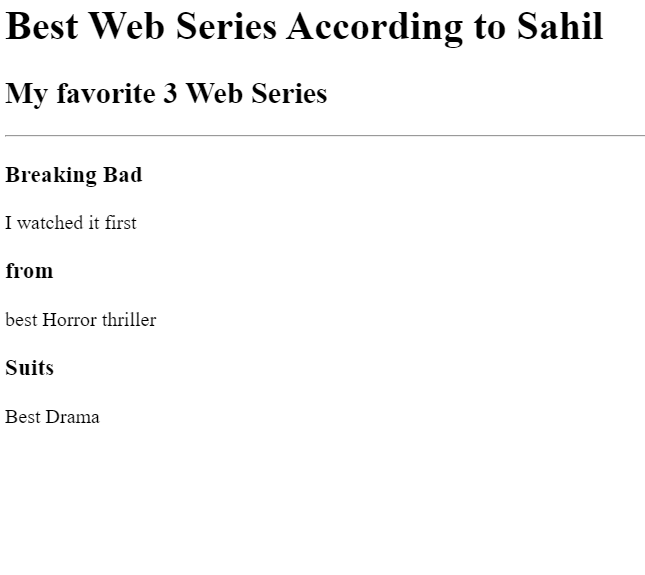 Best Web Series According to Sahil
My favorite 3 Web Series
Breaking Bad
I watched it first
from
best Horror thriller
Suits
Best Drama